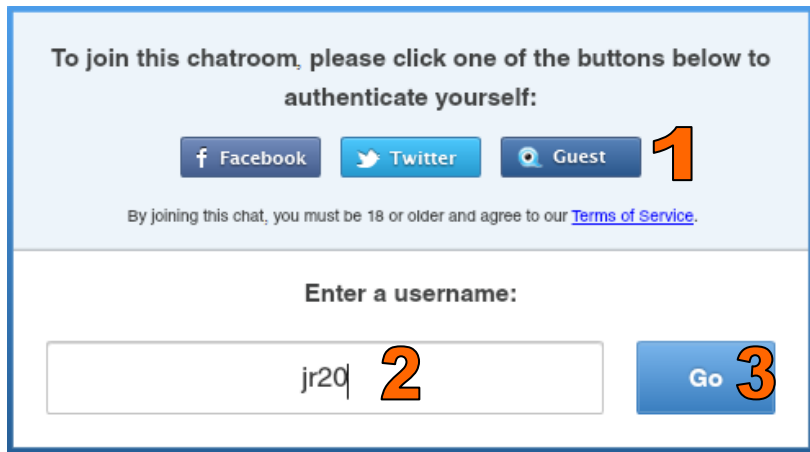 To join this chatroom, please click one of the buttons below to
authenticate yourself:
f Facebook Twitter Guest 1
By joining this chat, you must be 18 or older and agree to our Terms of Service.
Enter a username:
jr20 2 Go 3